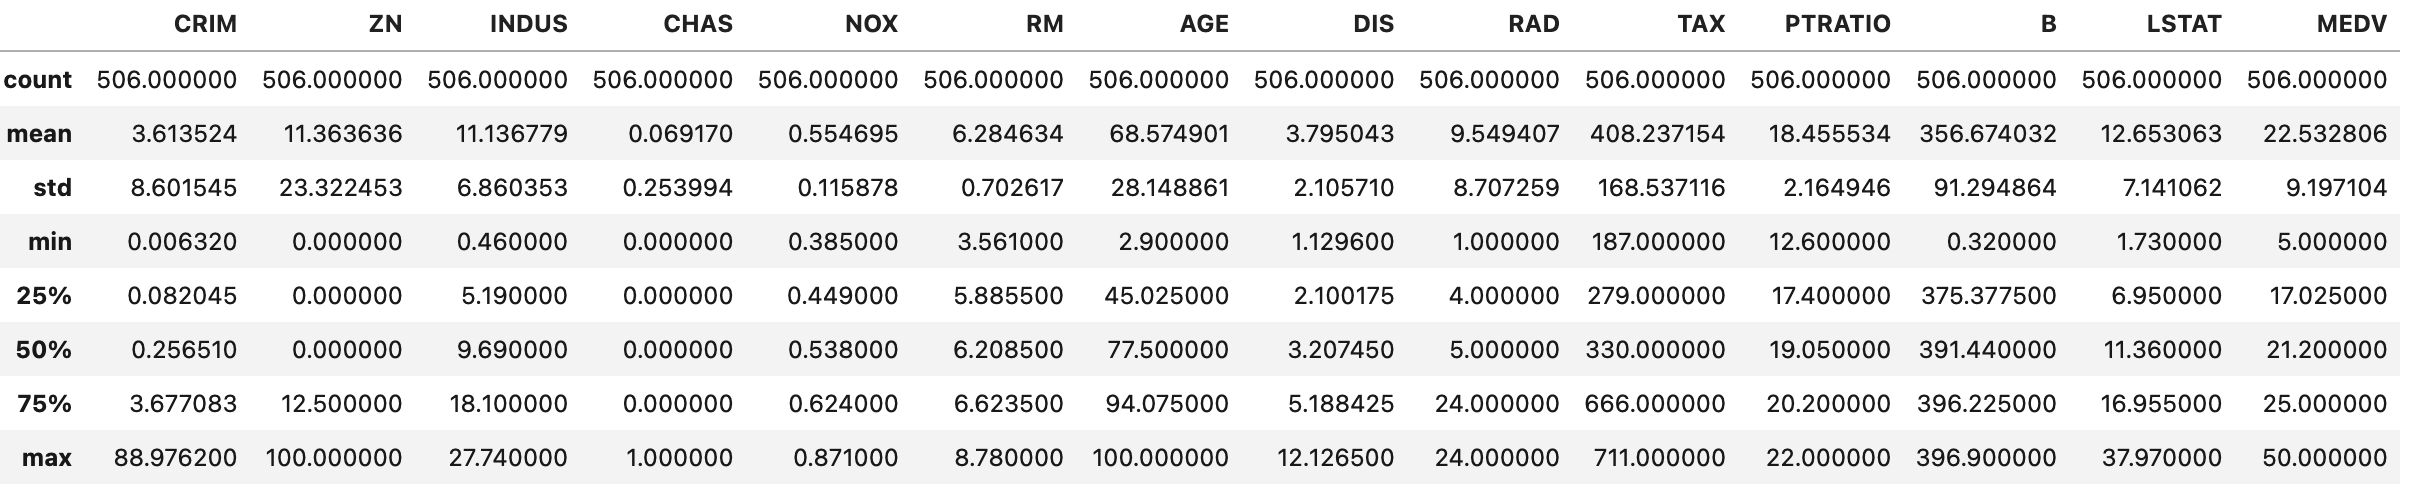 CRIM ZN INDUS CHAS NOX RM AGE DIS RAD TAX PTRATIO B LSTAT MEDV
count 506.000000 506.000000 506.000000 506.000000 506.000000 506.000000 506.000000 506.000000 506.000000 506.000000 506.000000 506.000000 506.000000 506.000000
mean 3.613524 11.363636 11.136779 0.069170 0.554695 6.284634 68.574901 3.795043 9.549407 408.237154 18.455534 356.674032 12.653063 22.532806
std 8.601545 23.322453 6.860353 0.253994 0.115878 0.702617 28.148861 2.105710 8.707259 168.537116 2.164946 91.294864 7.141062 9.197104
min 0.006320 0.000000 0.460000 0.000000 0.385000 3.561000 2.900000 1.129600 1.000000 187.000000 12.600000 0.320000 1.730000 5.000000
25% 0.082045 0.000000 5.190000 0.000000 0.449000 5.885500 45.025000 2.100175 4.000000 279.000000 17.400000 375.377500 6.950000 17.025000
50% 0.256510 0.000000 9.690000 0.000000 0.538000 6.208500 77.500000 3.207450 5.000000 330.000000 19.050000 391.440000 11.360000 21.200000
75% 3.677083 12.500000 18.100000 0.000000 0.624000 6.623500 94.075000 5.188425 24.000000 666.000000 20.200000 396.225000 16.955000 25.000000
max 88.976200 100.000000 27.740000 1.000000 0.871000 8.780000 100.000000 12.126500 24.000000 711.000000 22.000000 396.900000 37.970000 50.000000